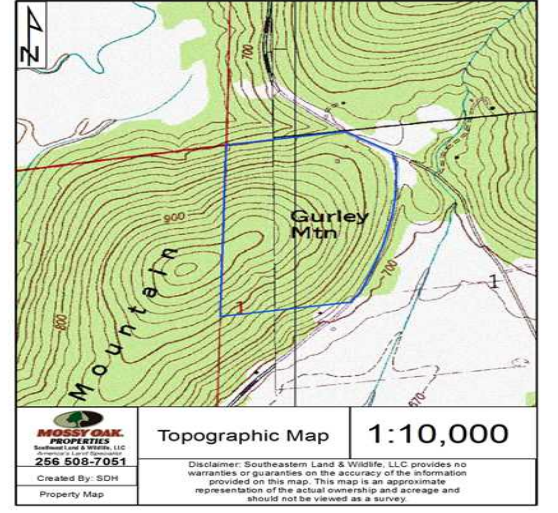 N
700
900
Gurley
Mtn
Mountain
800
700
1
1
670
MOSSY OAK.
PROPERTIES
Southeast Land & Wildlife, LLC
America's Land Specialist
256 508-7051
Created By: SDH
Property Map
Topographic Map
1:10,000
Disclaimer: Southeastern Land & Wildlife, LLC provides no
warranties or guaranties on the accuracy of the information
provided on this map. This map is an approximate
representation of the actual ownership and acreage and
should not be viewed as a survey.